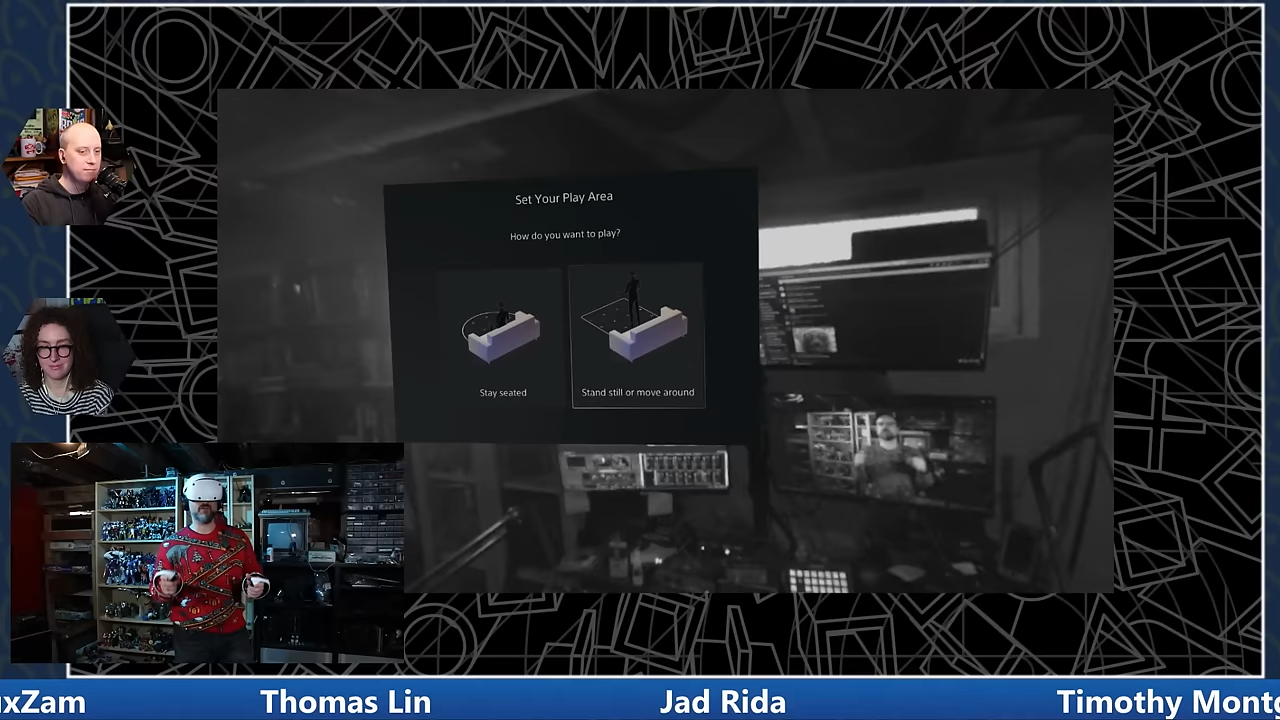 Set Your Play Area
How do you want to play?
Stay seated
Stand still or move around
uxZam
Thomas Lin
Jad Rida
Timothy Montg